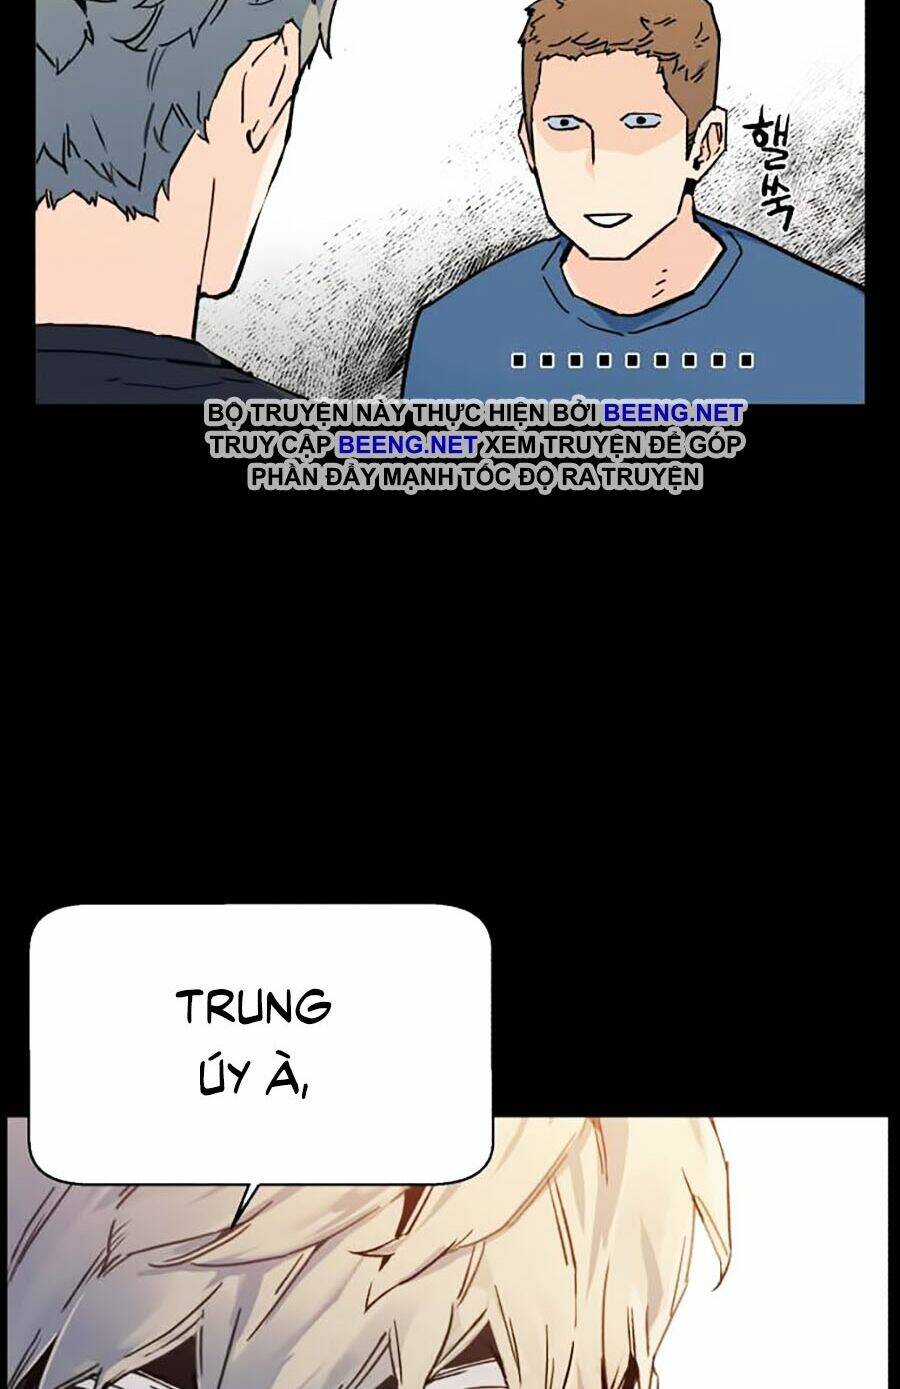 핼쑥
.........
BỘ TRUYỆN NÀY THỰC HIỆN BỞI BEENG.NET
TRUY CẬP BEENG.NET XEM TRUYỆN ĐỂ GÓP
PHẦN ĐẨY MẠNH TỐC ĐỘ RA TRUYỆN
TRUNG
ÚY À,